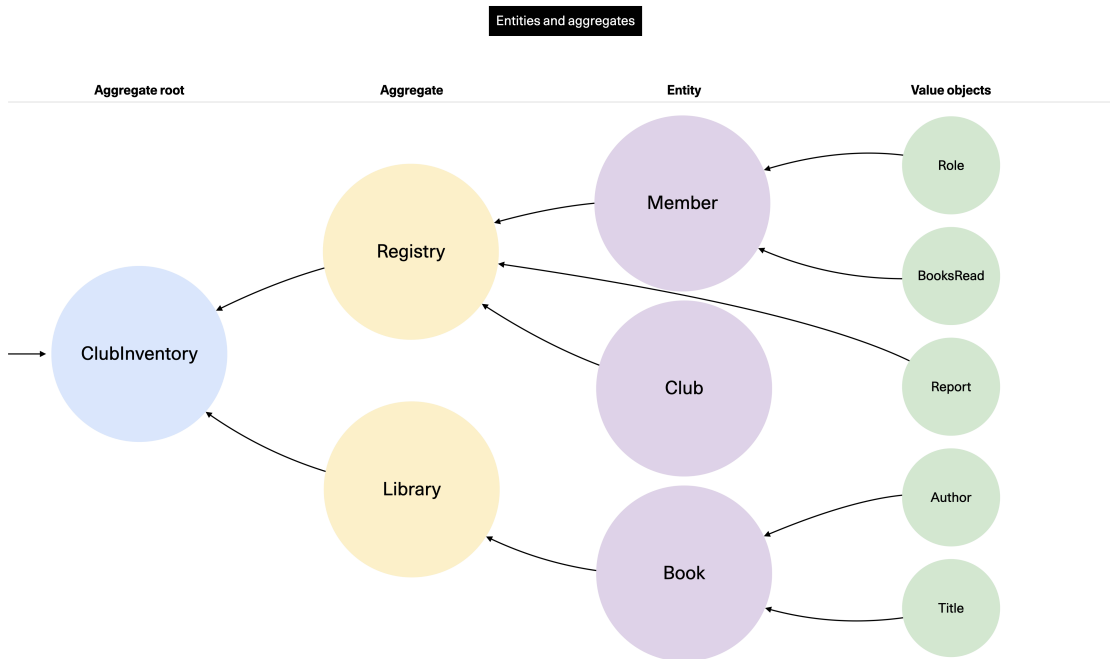 Entities and aggregates
Aggregate root
Aggregate
Entity
Value objects
Role
Member
Registry
BooksRead
ClubInventory
Club
Report
Library
Author
Book
Title